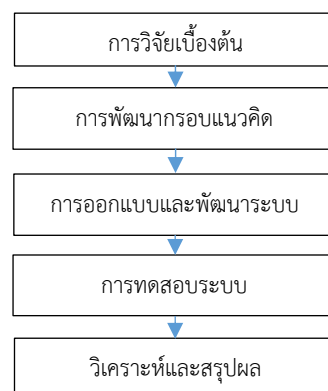 การวิจัยเบื้องต้น
การพัฒนากรอบแนวคิด
การออกแบบและพัฒนาระบบ
การทดสอบระบบ
วิเคราะห์และสรุปผล